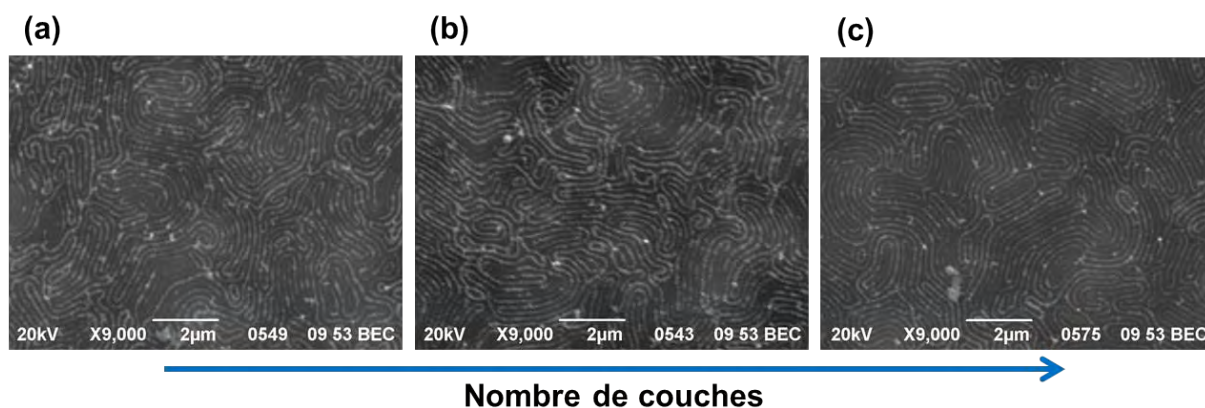 (a)
(b)
(c)
20kV X9,000 2µm 0549 09 53 BEC
20kV X9,000 2µm 0543 09 53 BEC
20kV X9,000 2µm 0575 09 53 BEC
Nombre de couches